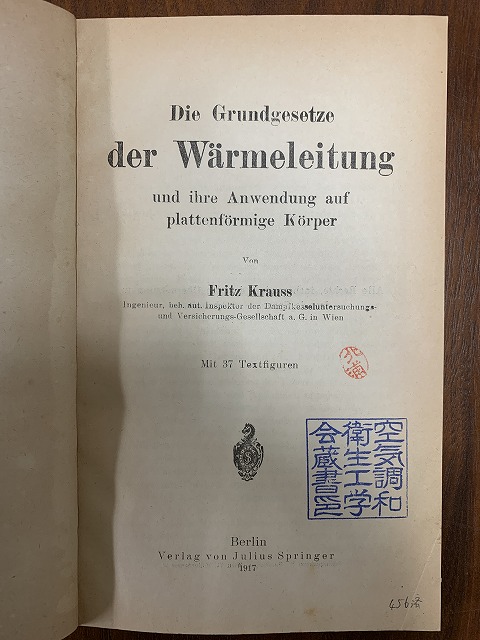 Die Grundgesetze
der Wärmeleitung
und ihre Anwendung auf
plattenförmige Körper
Von
Fritz Krauss
Ingenieur, beh. aut. Inspektor der Dampfkesseluntersuchungs-
und Versicherungs-Gesellschaft a. G. in Wien
Mit 37 Textfiguren
空気調和
衛生工学
会蔵書印
Berlin
Verlag von Julius Springer
1917